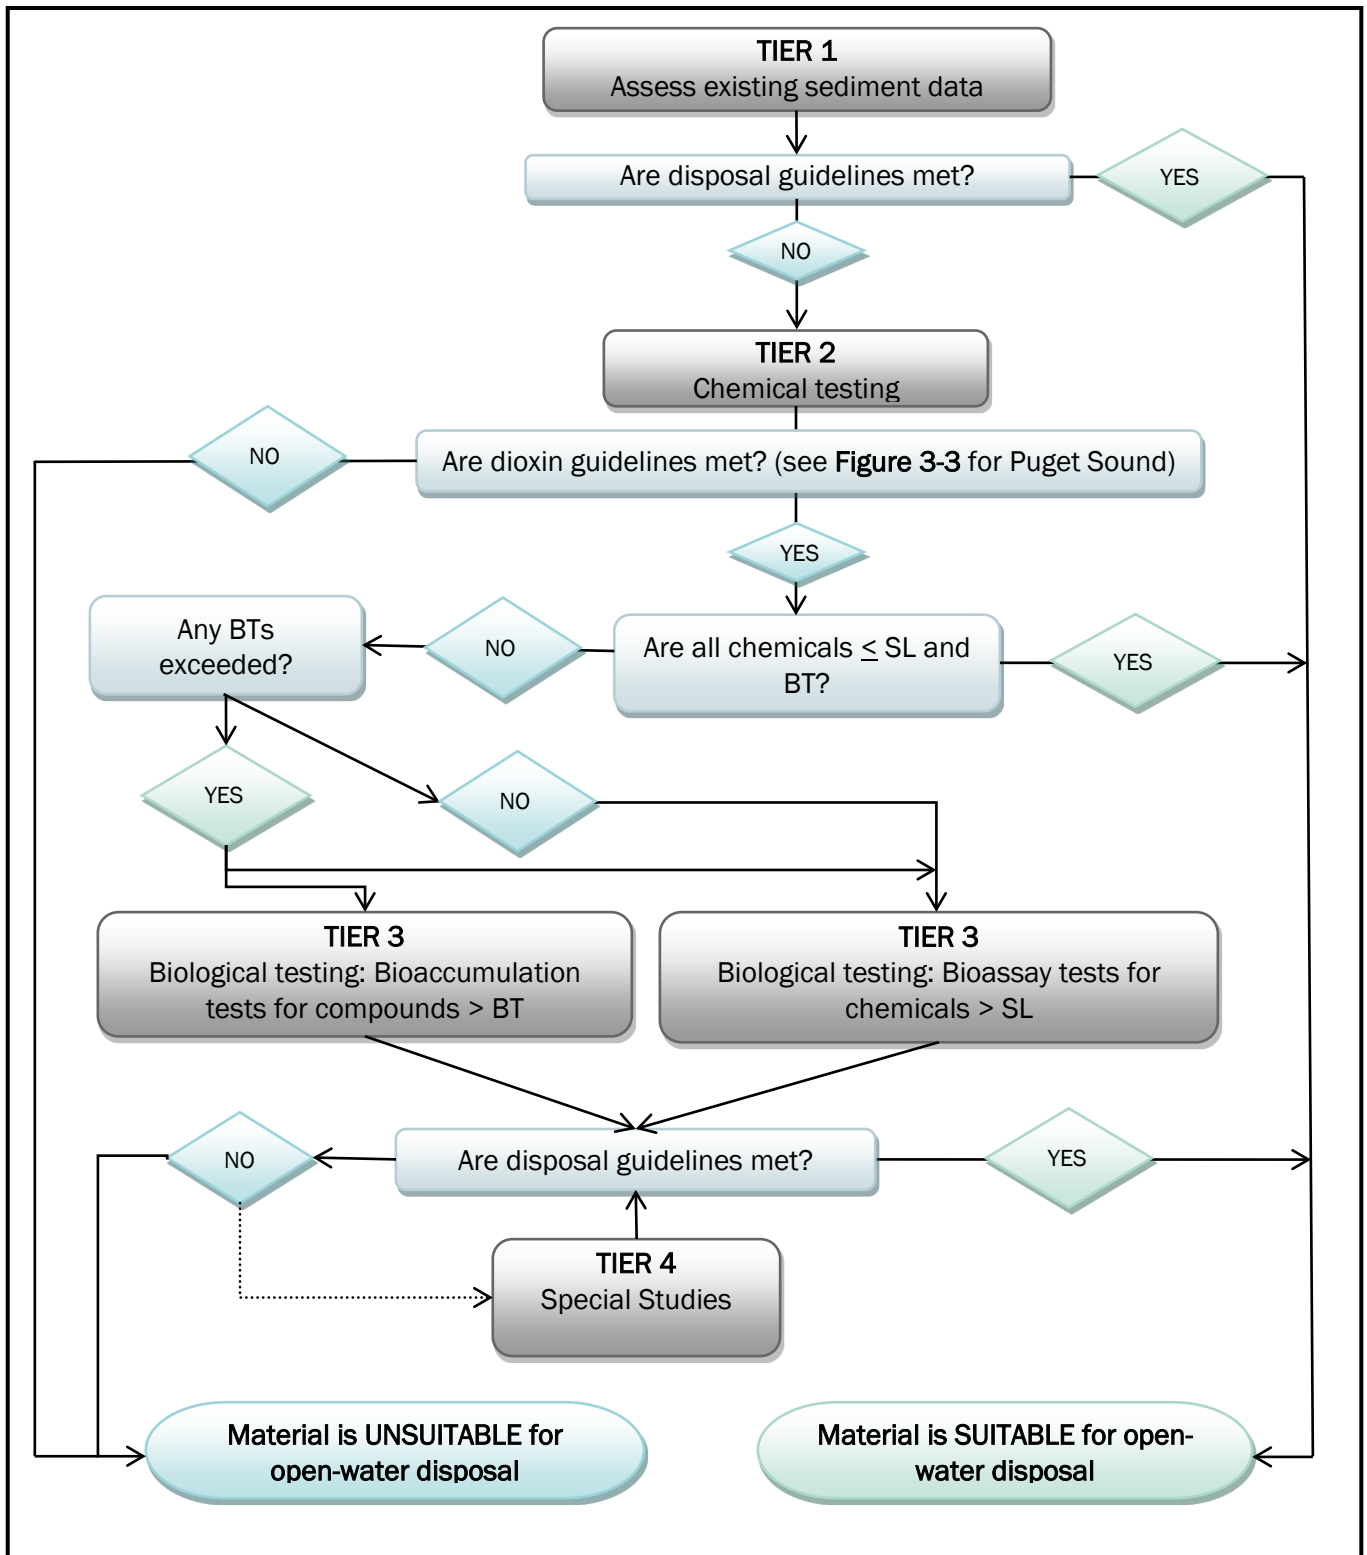 TIER 1
Assess existing sediment data
Are disposal guidelines met?
YES
NO
TIER 2
Chemical testing
NO
Are dioxin guidelines met? (see Figure 3-3 for Puget Sound)
YES
Any BTs
exceeded?
NO
Are all chemicals ≤ SL and
BT?
YES
YES
NO
TIER 3
Biological testing: Bioaccumulation
tests for compounds > BT
TIER 3
Biological testing: Bioassay tests for
chemicals > SL
NO
Are disposal guidelines met?
YES
TIER 4
Special Studies
Material is UNSUITABLE for
open-water disposal
Material is SUITABLE for open-
water disposal